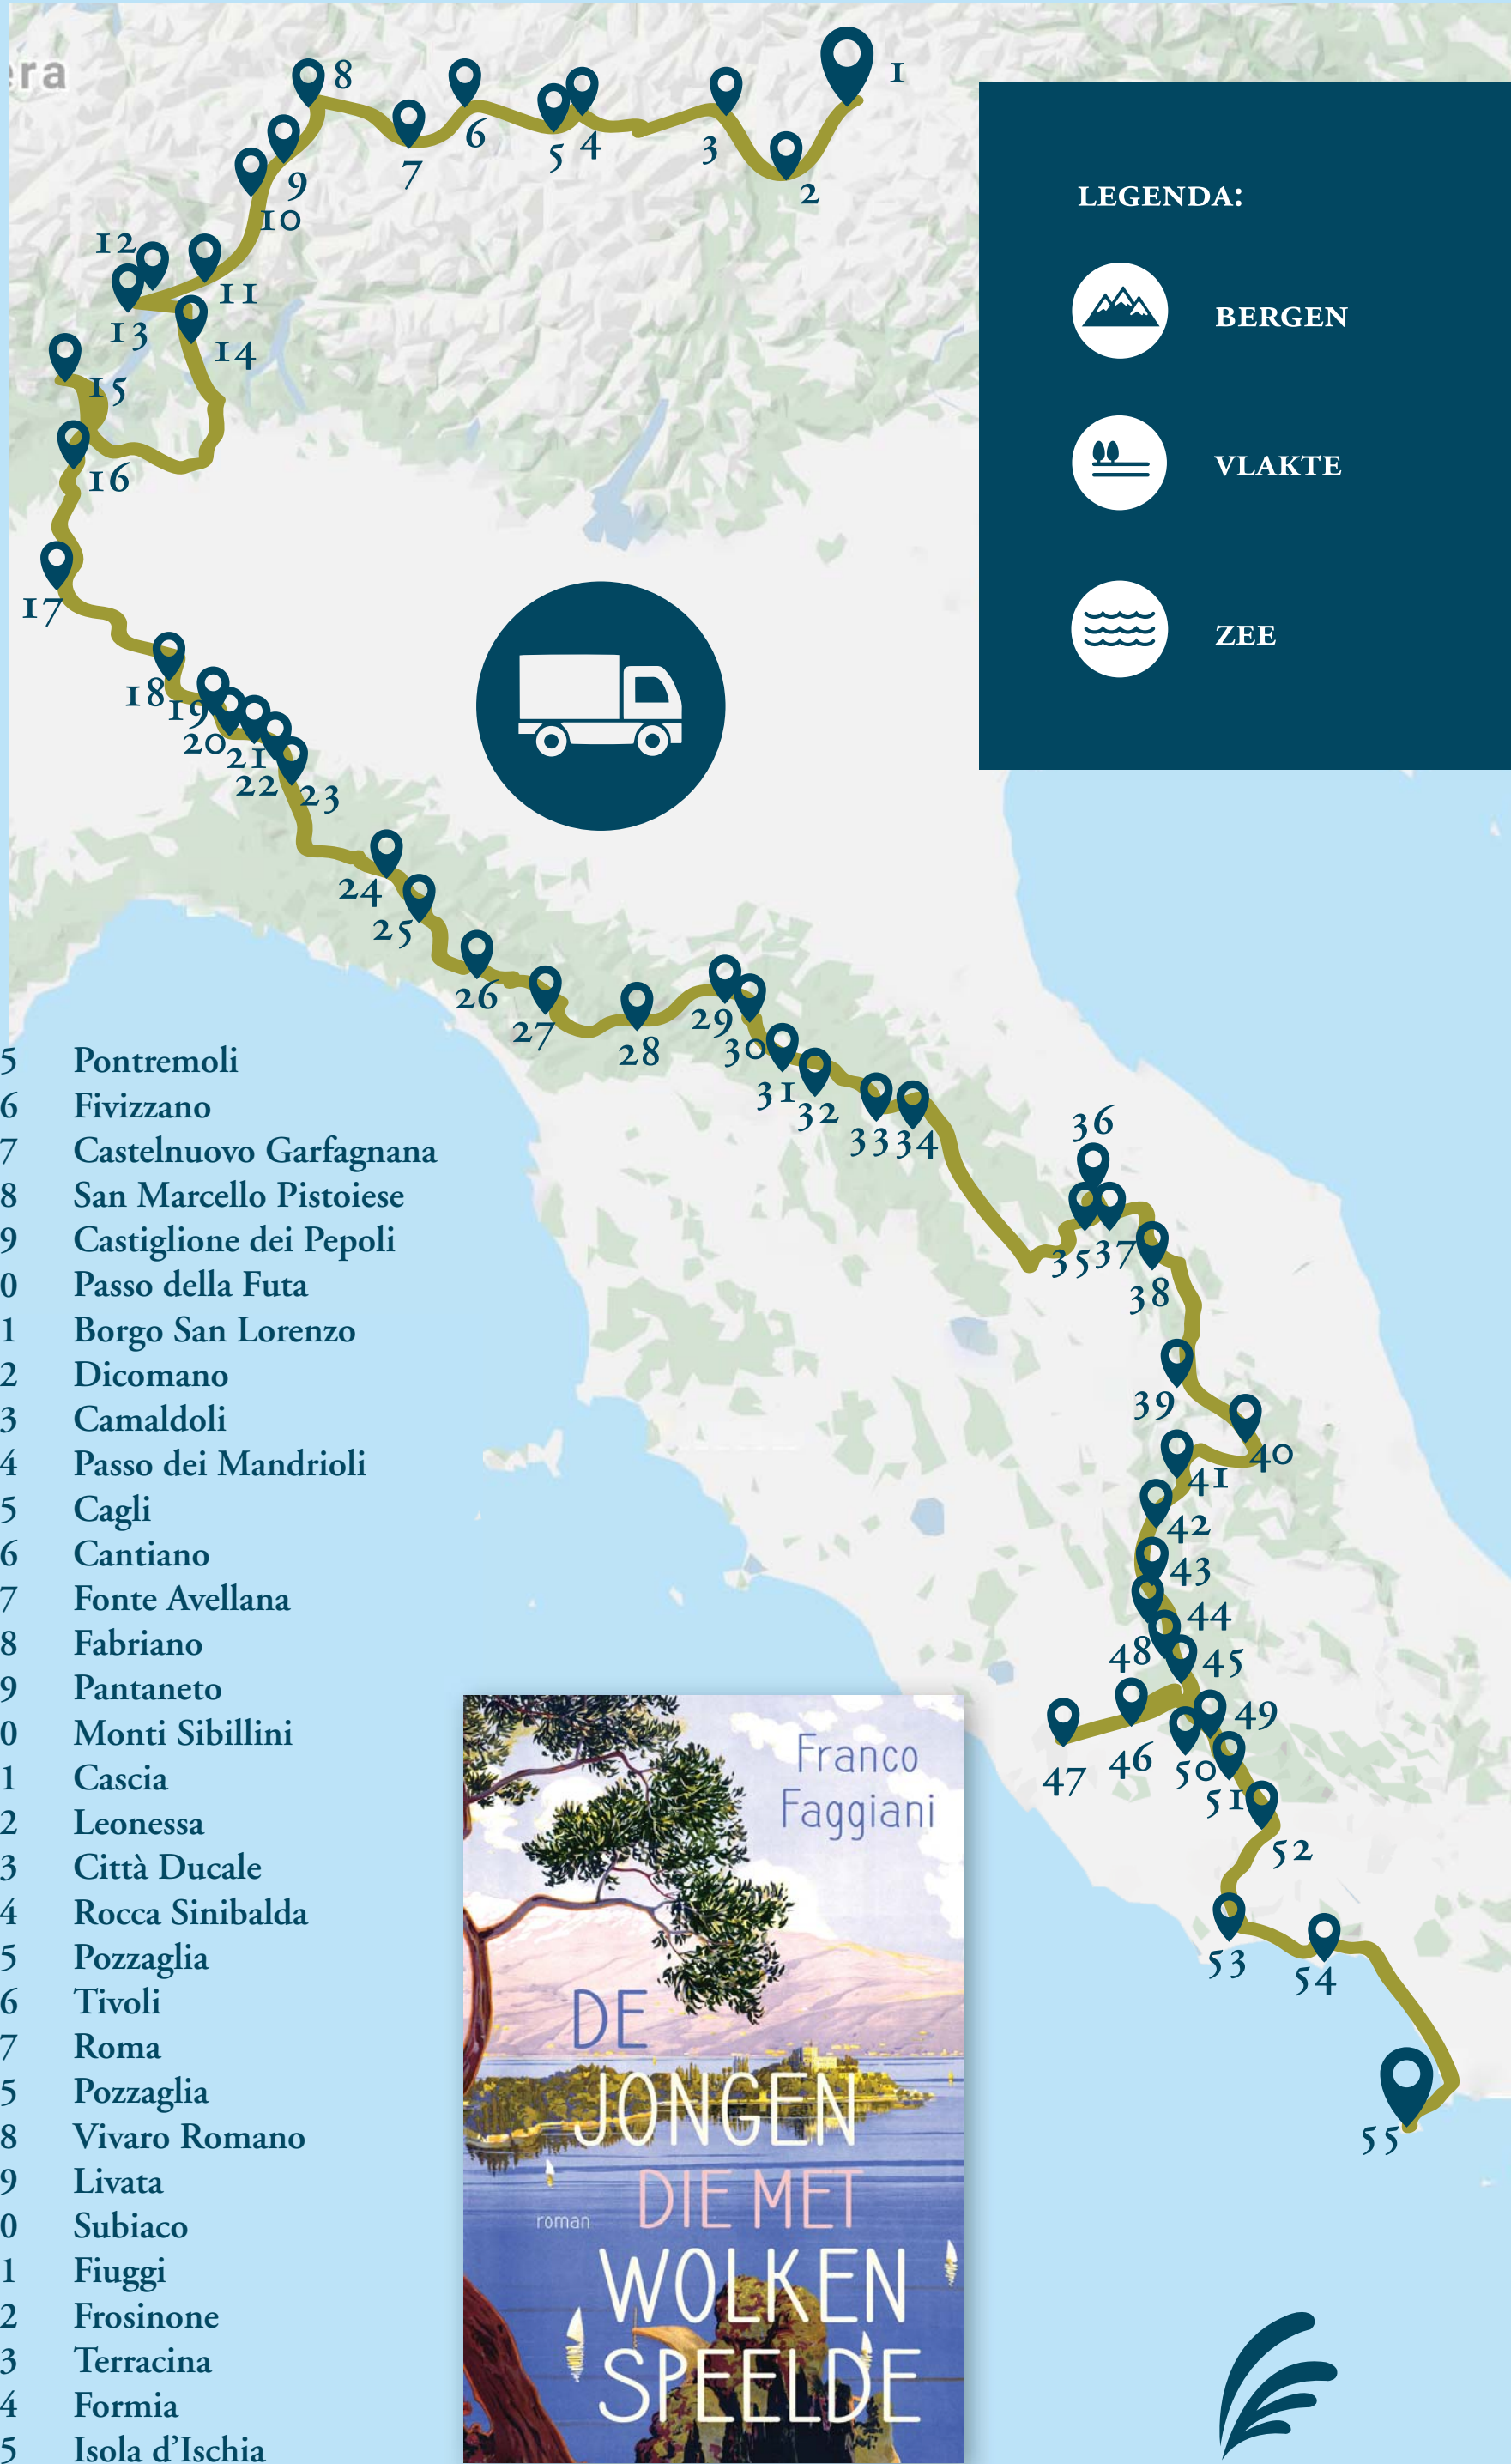 era
1
2
3
4
5
6
7
8
9
10
11
12
13
14
15
16
17
18
19
20
21
22
23
24
25
26
27
28
29
30
31
32
33
34
35
36
37
38
39
40
41
42
43
44
48
45
49
46
47
50
51
52
53
54
55
LEGENDA:
BERGEN
VLAKTE
ZEE
5 Pontremoli
6 Fivizzano
7 Castelnuovo Garfagnana
8 San Marcello Pistoiese
9 Castiglione dei Pepoli
0 Passo della Futa
1 Borgo San Lorenzo
2 Dicomano
3 Camaldoli
4 Passo dei Mandrioli
5 Cagli
6 Cantiano
7 Fonte Avellana
8 Fabriano
9 Pantaneto
0 Monti Sibillini
1 Cascia
2 Leonessa
3 Città Ducale
4 Rocca Sinibalda
5 Pozzaglia
6 Tivoli
7 Roma
5 Pozzaglia
8 Vivaro Romano
9 Livata
0 Subiaco
1 Fiuggi
2 Frosinone
3 Terracina
4 Formia
5 Isola d'Ischia
Franco
Faggiani
DE
JONGEN
DIE MET
roman
WOLKEN
SPEELDE